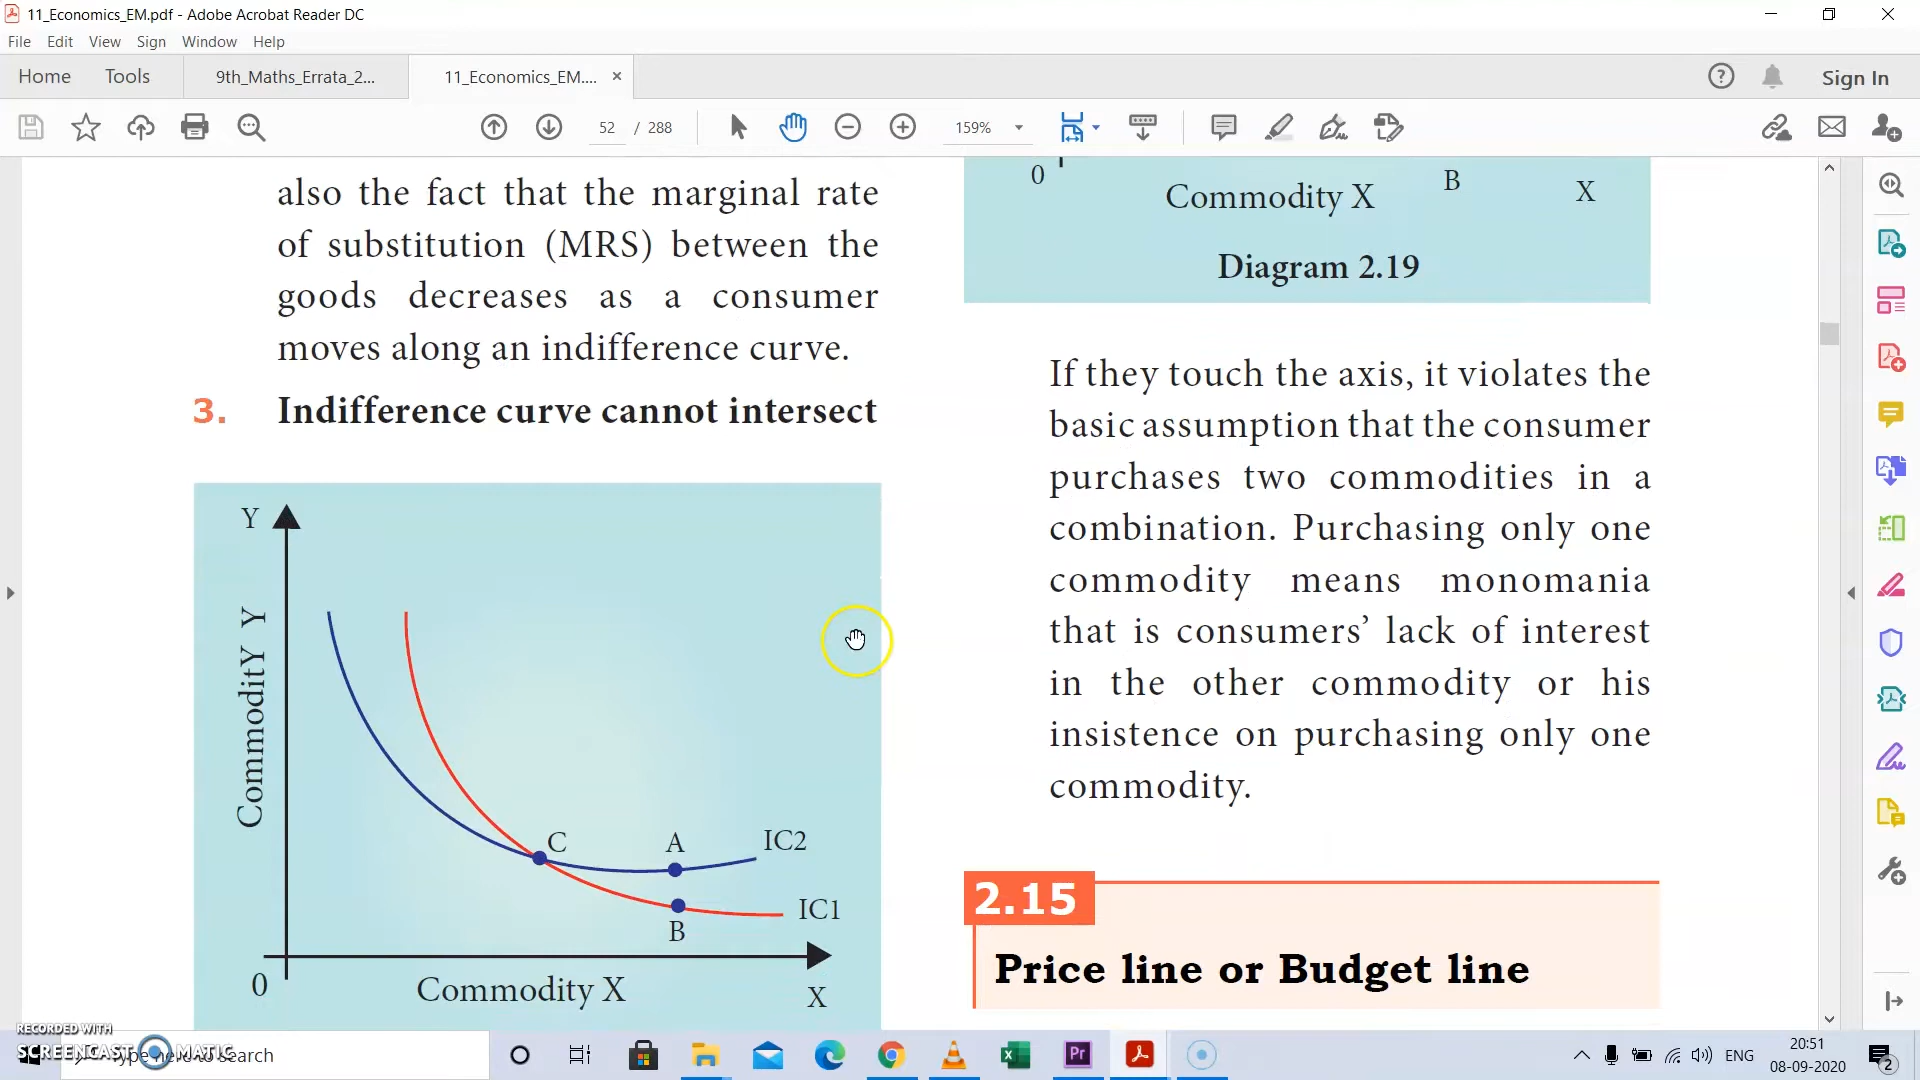 11_Economics_EM.pdf - Adobe Acrobat Reader DC
File Edit View Sign Window Help
Home Tools 9th_Maths_Errata_2... 11_Economics_EM.... × Sign In
52 / 288 159%
also the fact that the marginal rate
of substitution (MRS) between the
goods decreases as a consumer
moves along an indifference curve.
3. Indifference curve cannot intersect
Y
CommoditY Y
C
A
IC2
IC1
B
0
Commodity X
X
0
Commodity X
B
X
Diagram 2.19
If they touch the axis, it violates the
basic assumption that the consumer
purchases two commodities in a
combination. Purchasing only one
commodity means monomania
that is consumers’ lack of interest
in the other commodity or his
insistence on purchasing only one
commodity.
2.15
Price line or Budget line
RECORDED WITH
SCREENCAST MATIC
Type here to search
ENG
20:51
08-09-2020
2